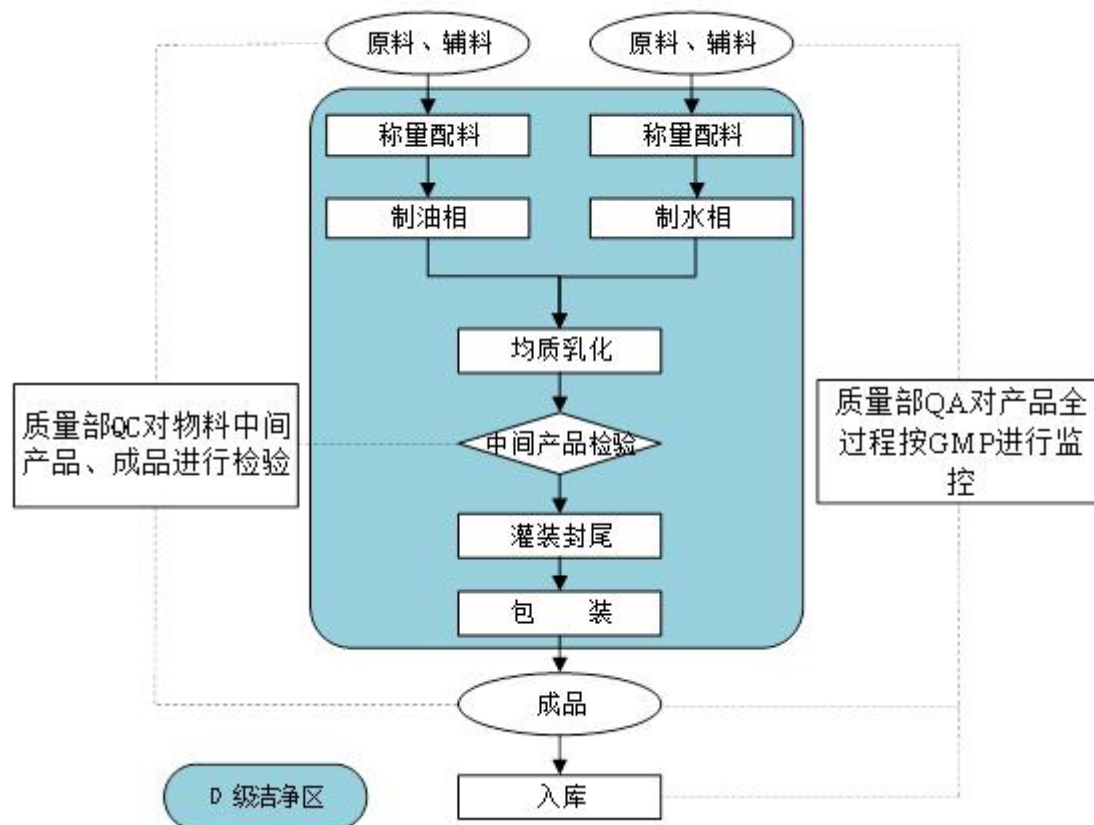 原料、辅料
原料、辅料
称量配料
称量配料
制油相
制水相
均质乳化
质量部QC对物料中间
产品、成品进行检验
中间产品检验
质量部QA对产品全
过程按GMP进行监
控
灌装封尾
包 装
成品
D 级洁净区
入库